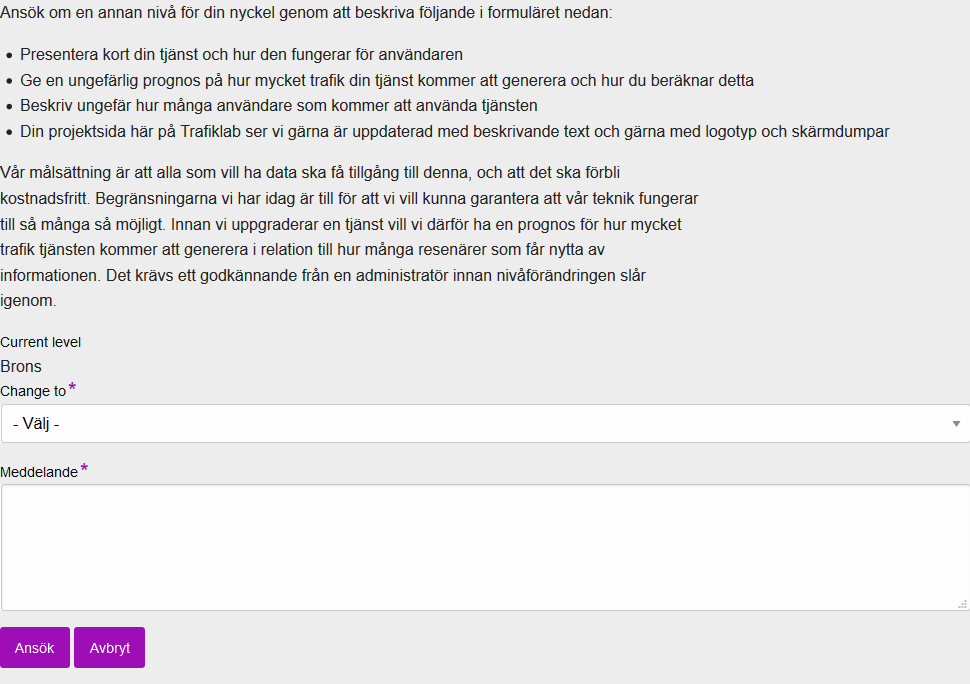 Ansök om en annan nivå för din nyckel genom att beskriva följande i formuläret nedan:
• Presentera kort din tjänst och hur den fungerar för användaren
• Ge en ungefärlig prognos på hur mycket trafik din tjänst kommer att generera och hur du beräknar detta
• Beskriv ungefär hur många användare som kommer att använda tjänsten
• Din projektsida här på Trafiklab ser vi gärna är uppdaterad med beskrivande text och gärna med logotyp och skärmdumpar
Vår målsättning är att alla som vill ha data ska få tillgång till denna, och att det ska förbli
kostnadsfritt. Begränsningarna vi har idag är till för att vi vill kunna garantera att vår teknik fungerar
till så många så möjligt. Innan vi uppgraderar en tjänst vill vi därför ha en prognos för hur mycket
trafik tjänsten kommer att generera i relation till hur många resenärer som får nytta av
informationen. Det krävs ett godkännande från en administratör innan nivåförändringen slår
igenom.
Current level
Brons
Change to *
- Välj -
Meddelande *
Ansök Avbryt